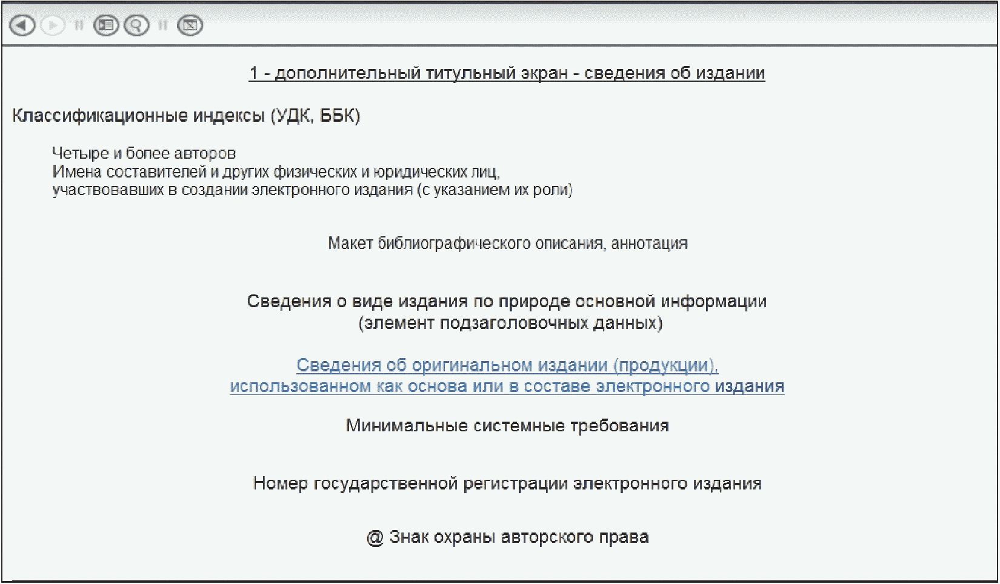 1 - дополнительный титульный экран - сведения об издании
Классификационные индексы (УДК, ББК)
Четыре и более авторов
Имена составителей и других физических и юридических лиц,
участвовавших в создании электронного издания (с указанием их роли)
Макет библиографического описания, аннотация
Сведения о виде издания по природе основной информации
(элемент подзаголовочных данных)
Сведения об оригинальном издании (продукции),
использованном как основа или в составе электронного издания
Минимальные системные требования
Номер государственной регистрации электронного издания
@ Знак охраны авторского права